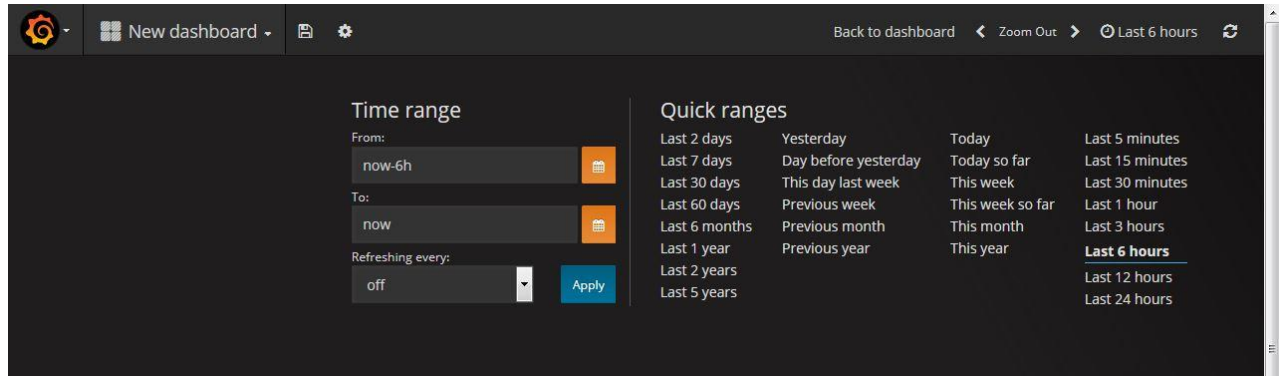 New dashboard Back to dashboard Zoom Out Last 6 hours
Time range
From:
now-6h
To:
now
Refreshing every:
off Apply
Quick ranges
Last 2 days Yesterday Today Last 5 minutes
Last 7 days Day before yesterday Today so far Last 15 minutes
Last 30 days This day last week This week Last 30 minutes
Last 60 days Previous week This week so far Last 1 hour
Last 6 months Previous month This month Last 3 hours
Last 1 year Previous year This year Last 6 hours
Last 2 years Last 12 hours
Last 5 years Last 24 hours